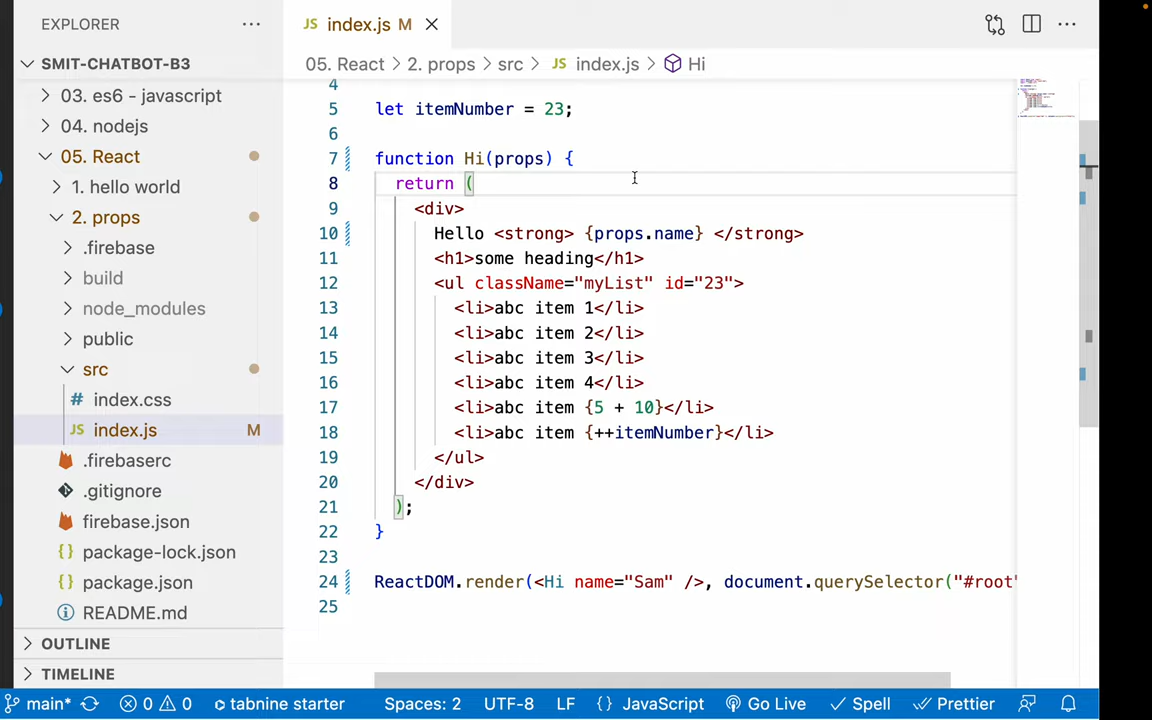 EXPLORER
SMIT-CHATBOT-B3
03. es6 - javascript
04. nodejs
05. React
1. hello world
2. props
.firebase
build
node_modules
public
src
# index.css
JS index.js M
.firebaserc
.gitignore
firebase.json
{} package-lock.json
{} package.json
README.md
OUTLINE
TIMELINE
JS index.js M
05. React > 2. props > src > JS index.js > Hi
4
5 let itemNumber = 23;
6
7 function Hi(props) {
8 return (
9 <div>
10 Hello <strong> {props.name} </strong>
11 <h1>some heading</h1>
12 <ul className="myList" id="23">
13 <li>abc item 1</li>
14 <li>abc item 2</li>
15 <li>abc item 3</li>
16 <li>abc item 4</li>
17 <li>abc item {5 + 10}</li>
18 <li>abc item {++itemNumber}</li>
19 </ul>
20 </div>
21 );
22 }
23
24 ReactDOM.render(<Hi name="Sam" />, document.querySelector("#root"
25
main* 0 0 tabnine starter Spaces: 2 UTF-8 LF {} JavaScript Go Live Spell Prettier